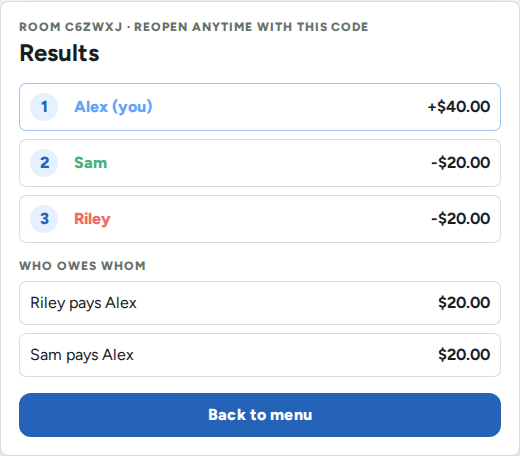 ROOM C6ZWXJ · REOPEN ANYTIME WITH THIS CODE
Results
1 Alex (you) +$40.00
2 Sam -$20.00
3 Riley -$20.00
WHO OWES WHOM
Riley pays Alex $20.00
Sam pays Alex $20.00
Back to menu